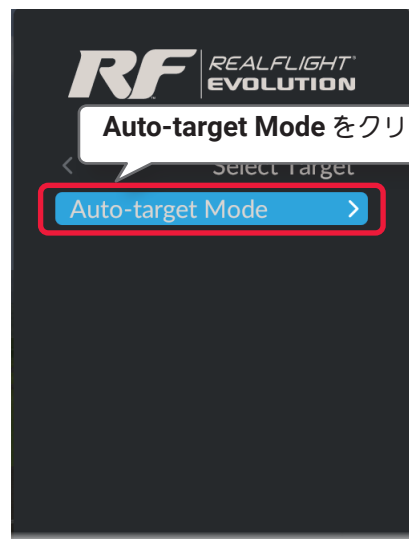 RF REALFLIGHT
EVOLUTION
Auto-target Mode をクリ
Select Target
Auto-target Mode